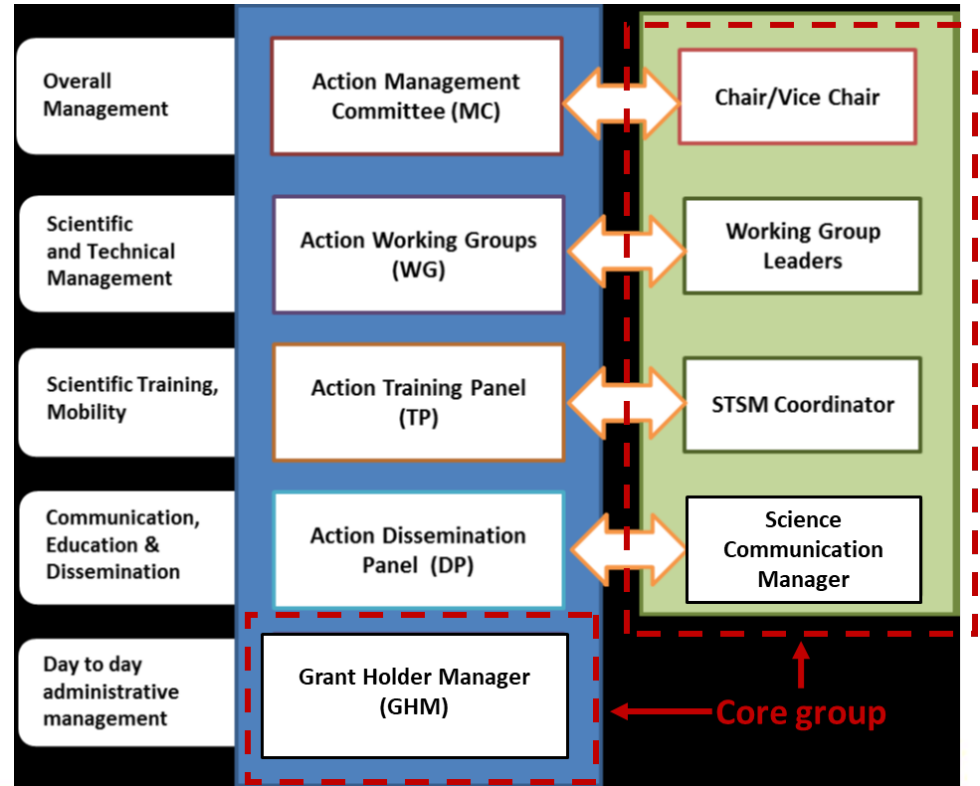 Overall
Management
Action Management
Committee (MC)
Chair/Vice Chair
Scientific
and Technical
Management
Action Working Groups
(WG)
Working Group
Leaders
Scientific Training,
Mobility
Action Training Panel
(TP)
STSM Coordinator
Communication,
Education &
Dissemination
Action Dissemination
Panel (DP)
Science
Communication
Manager
Day to day
administrative
management
Grant Holder Manager
(GHM)
Core group